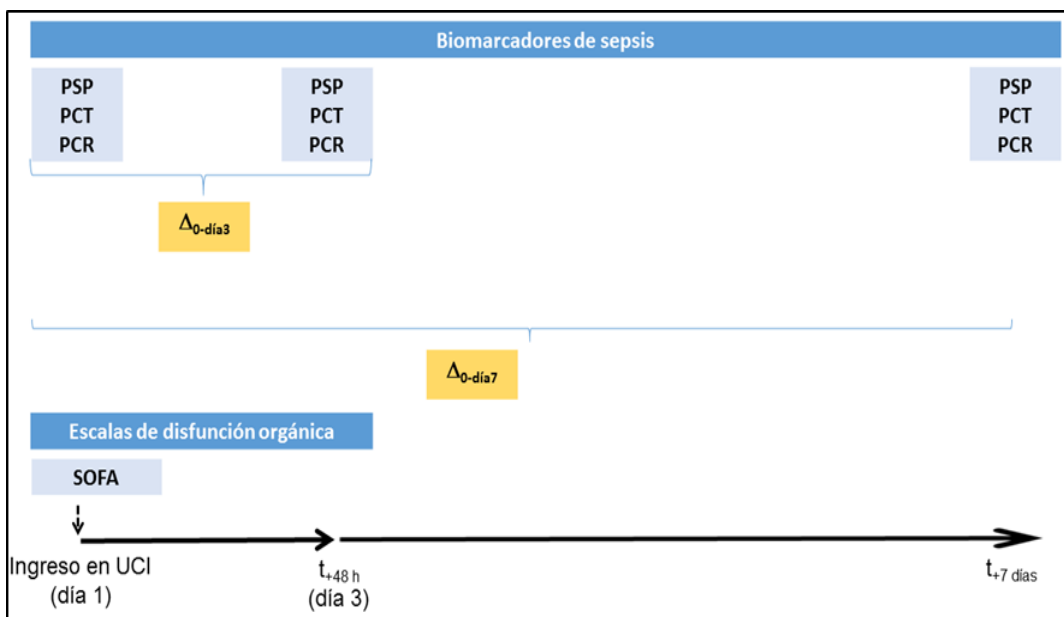 Biomarcadores de sepsis
PSP
PCT
PCR
PSP
PCT
PCR
PSP
PCT
PCR
Δ0-día3
Δ0-día7
Escalas de disfunción orgánica
SOFA
Ingreso en UCI
(día 1)
t+48 h
(día 3)
t+7 días